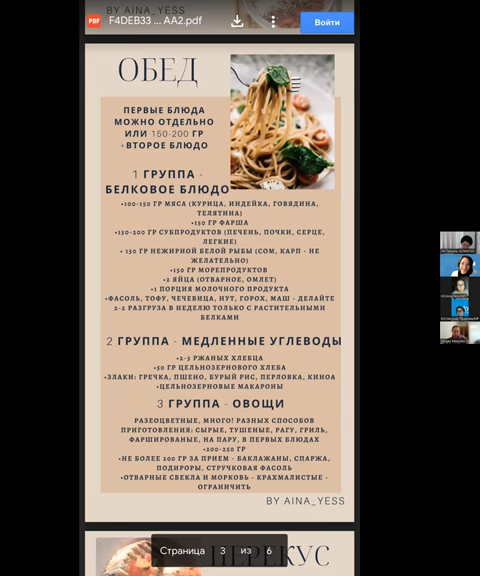 BY AINA_YESS
PDF F4DEB33 ... AA2.pdf
Войти
ОБЕД
ПЕРВЫЕ БЛЮДА
МОЖНО ОТДЕЛЬНО
ИЛИ 150-200 ГР
+ВТОРОЕ БЛЮДО
1 ГРУППА -
БЕЛКОВОЕ БЛЮДО
•100-150 ГР МЯСА (КУРИЦА, ИНДЕЙКА, ГОВЯДИНА,
ТЕЛЯТИНА)
•150 ГР ФАРША
•150-200 ГР СУБПРОДУКТОВ (ПЕЧЕНЬ, ПОЧКИ, СЕРЦЕ,
ЛЕГКИЕ)
• 150 ГР НЕЖИРНОЙ БЕЛОЙ РЫБЫ (СОМ, КАРП - НЕ
ЖЕЛАТЕЛЬНО)
•150 ГР МОРЕПРОДУКТОВ
•2 ЯЙЦА (ОТВАРНОЕ, ОМЛЕТ)
•1 ПОРЦИЯ МОЛОЧНОГО ПРОДУКТА
•ФАСОЛЬ, ТОФУ, ЧЕЧЕВИЦА, НУТ, ГОРОХ, МАШ - ДЕЛАЙТЕ
2-2 РАЗГРУЗА В НЕДЕЛЮ ТОЛЬКО С РАСТИТЕЛЬНЫМИ
БЕЛКАМИ
2 ГРУППА - МЕДЛЕННЫЕ УГЛЕВОДЫ
•2-3 РЖАНЫХ ХЛЕБЦА
•50 ГР ЦЕЛЬНОЗЕРНОВОГО ХЛЕБА
•ЗЛАКИ: ГРЕЧКА, ПШЕНО, БУРЫЙ РИС, ПЕРЛОВКА, КИНОА
•ЦЕЛЬНОЗЕРНОВЫЕ МАКАРОНЫ
3 ГРУППА - ОВОЩИ
РАЗНОЦВЕТНЫЕ, МНОГО! РАЗНЫХ СПОСОБОВ
ПРИГОТОВЛЕНИЯ: СЫРЫЕ, ТУШЕНЫЕ, РАГУ, ГРИЛЬ,
ФАРШИРОВАНЫЕ, НА ПАРУ, В ПЕРВЫХ БЛЮДАХ
•200-250 ГР
•НЕ БОЛЕЕ 200 ГР ЗА ПРИЕМ - БАКЛАЖАНЫ, СПАРЖА,
ПОДИРОРЫ, СТРУЧКОВАЯ ФАСОЛЬ
•ОТВАРНЫЕ СВЕКЛА И МОРКОВЬ - КРАХМАЛИСТЫЕ -
ОГРАНИЧИТЬ
BY AINA_YESS
Страница 3 из 6
ПЕРЕКУС